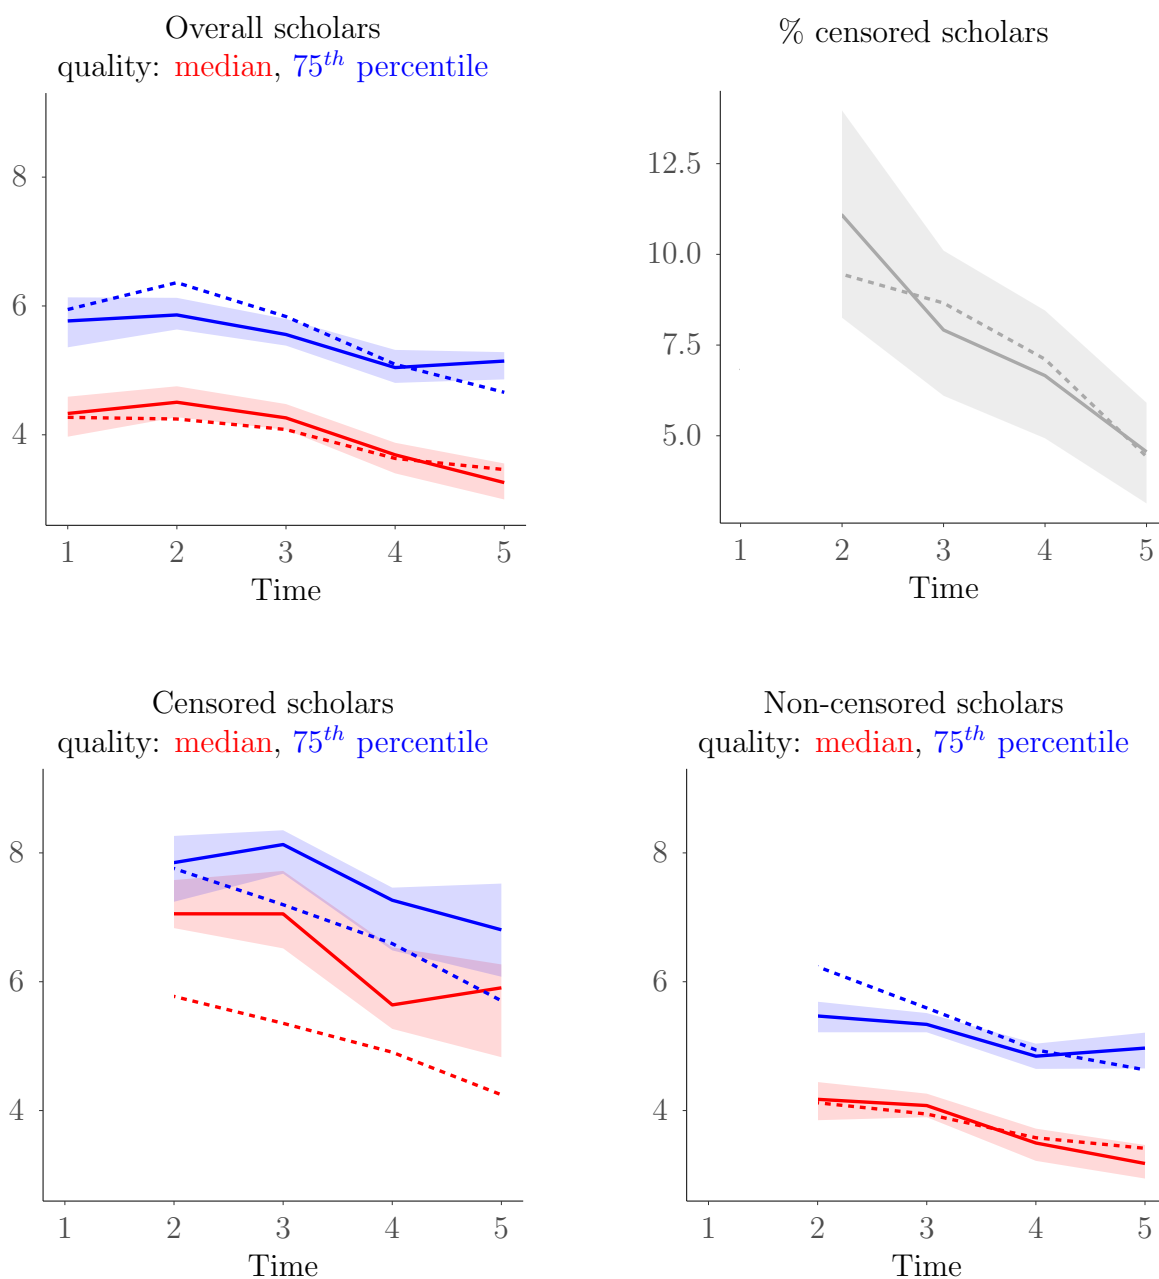 Overall scholars
quality: median, 75th percentile
8
6
4
1 2 3 4 5
Time
% censored scholars
12.5
10.0
7.5
5.0
1 2 3 4 5
Time
Censored scholars
quality: median, 75th percentile
8
6
4
1 2 3 4 5
Time
Non-censored scholars
quality: median, 75th percentile
8
6
4
1 2 3 4 5
Time